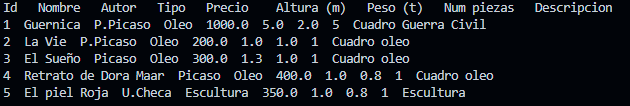 Id Nombre Autor Tipo Precio Altura (m) Peso (t) Num piezas Descripcion
1 Guernica P.Picaso Oleo 1000.0 5.0 2.0 5 Cuadro Guerra Civil
2 La Vie P.Picaso Oleo 200.0 1.0 1.0 1 Cuadro oleo
3 El Sueño Picaso Oleo 300.0 1.3 1.0 1 Cuadro oleo
4 Retrato de Dora Maar Picaso Oleo 400.0 1.0 0.8 1 Cuadro oleo
5 El piel Roja U.Checa Escultura 350.0 1.0 0.8 1 Escultura